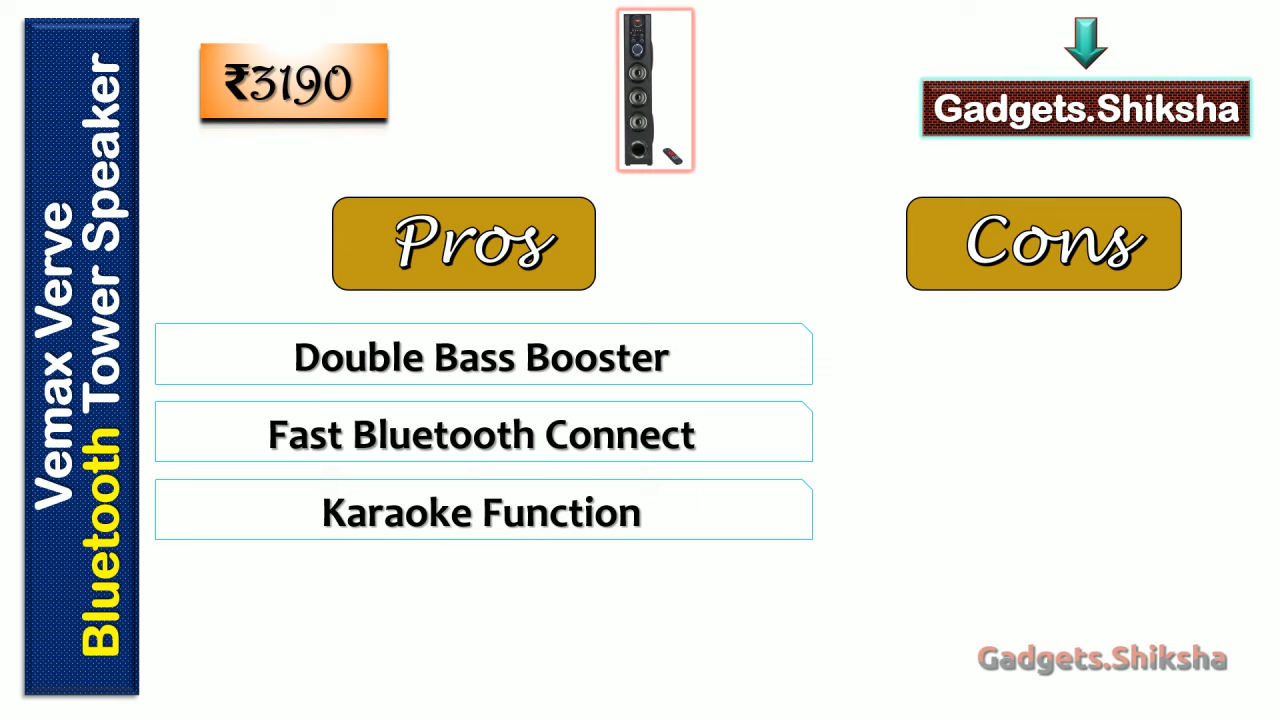 Vemax Verve
Bluetooth Tower Speaker
₹3190
Gadgets.Shiksha
Pros
Cons
Double Bass Booster
Fast Bluetooth Connect
Karaoke Function
Gadgets.Shiksha